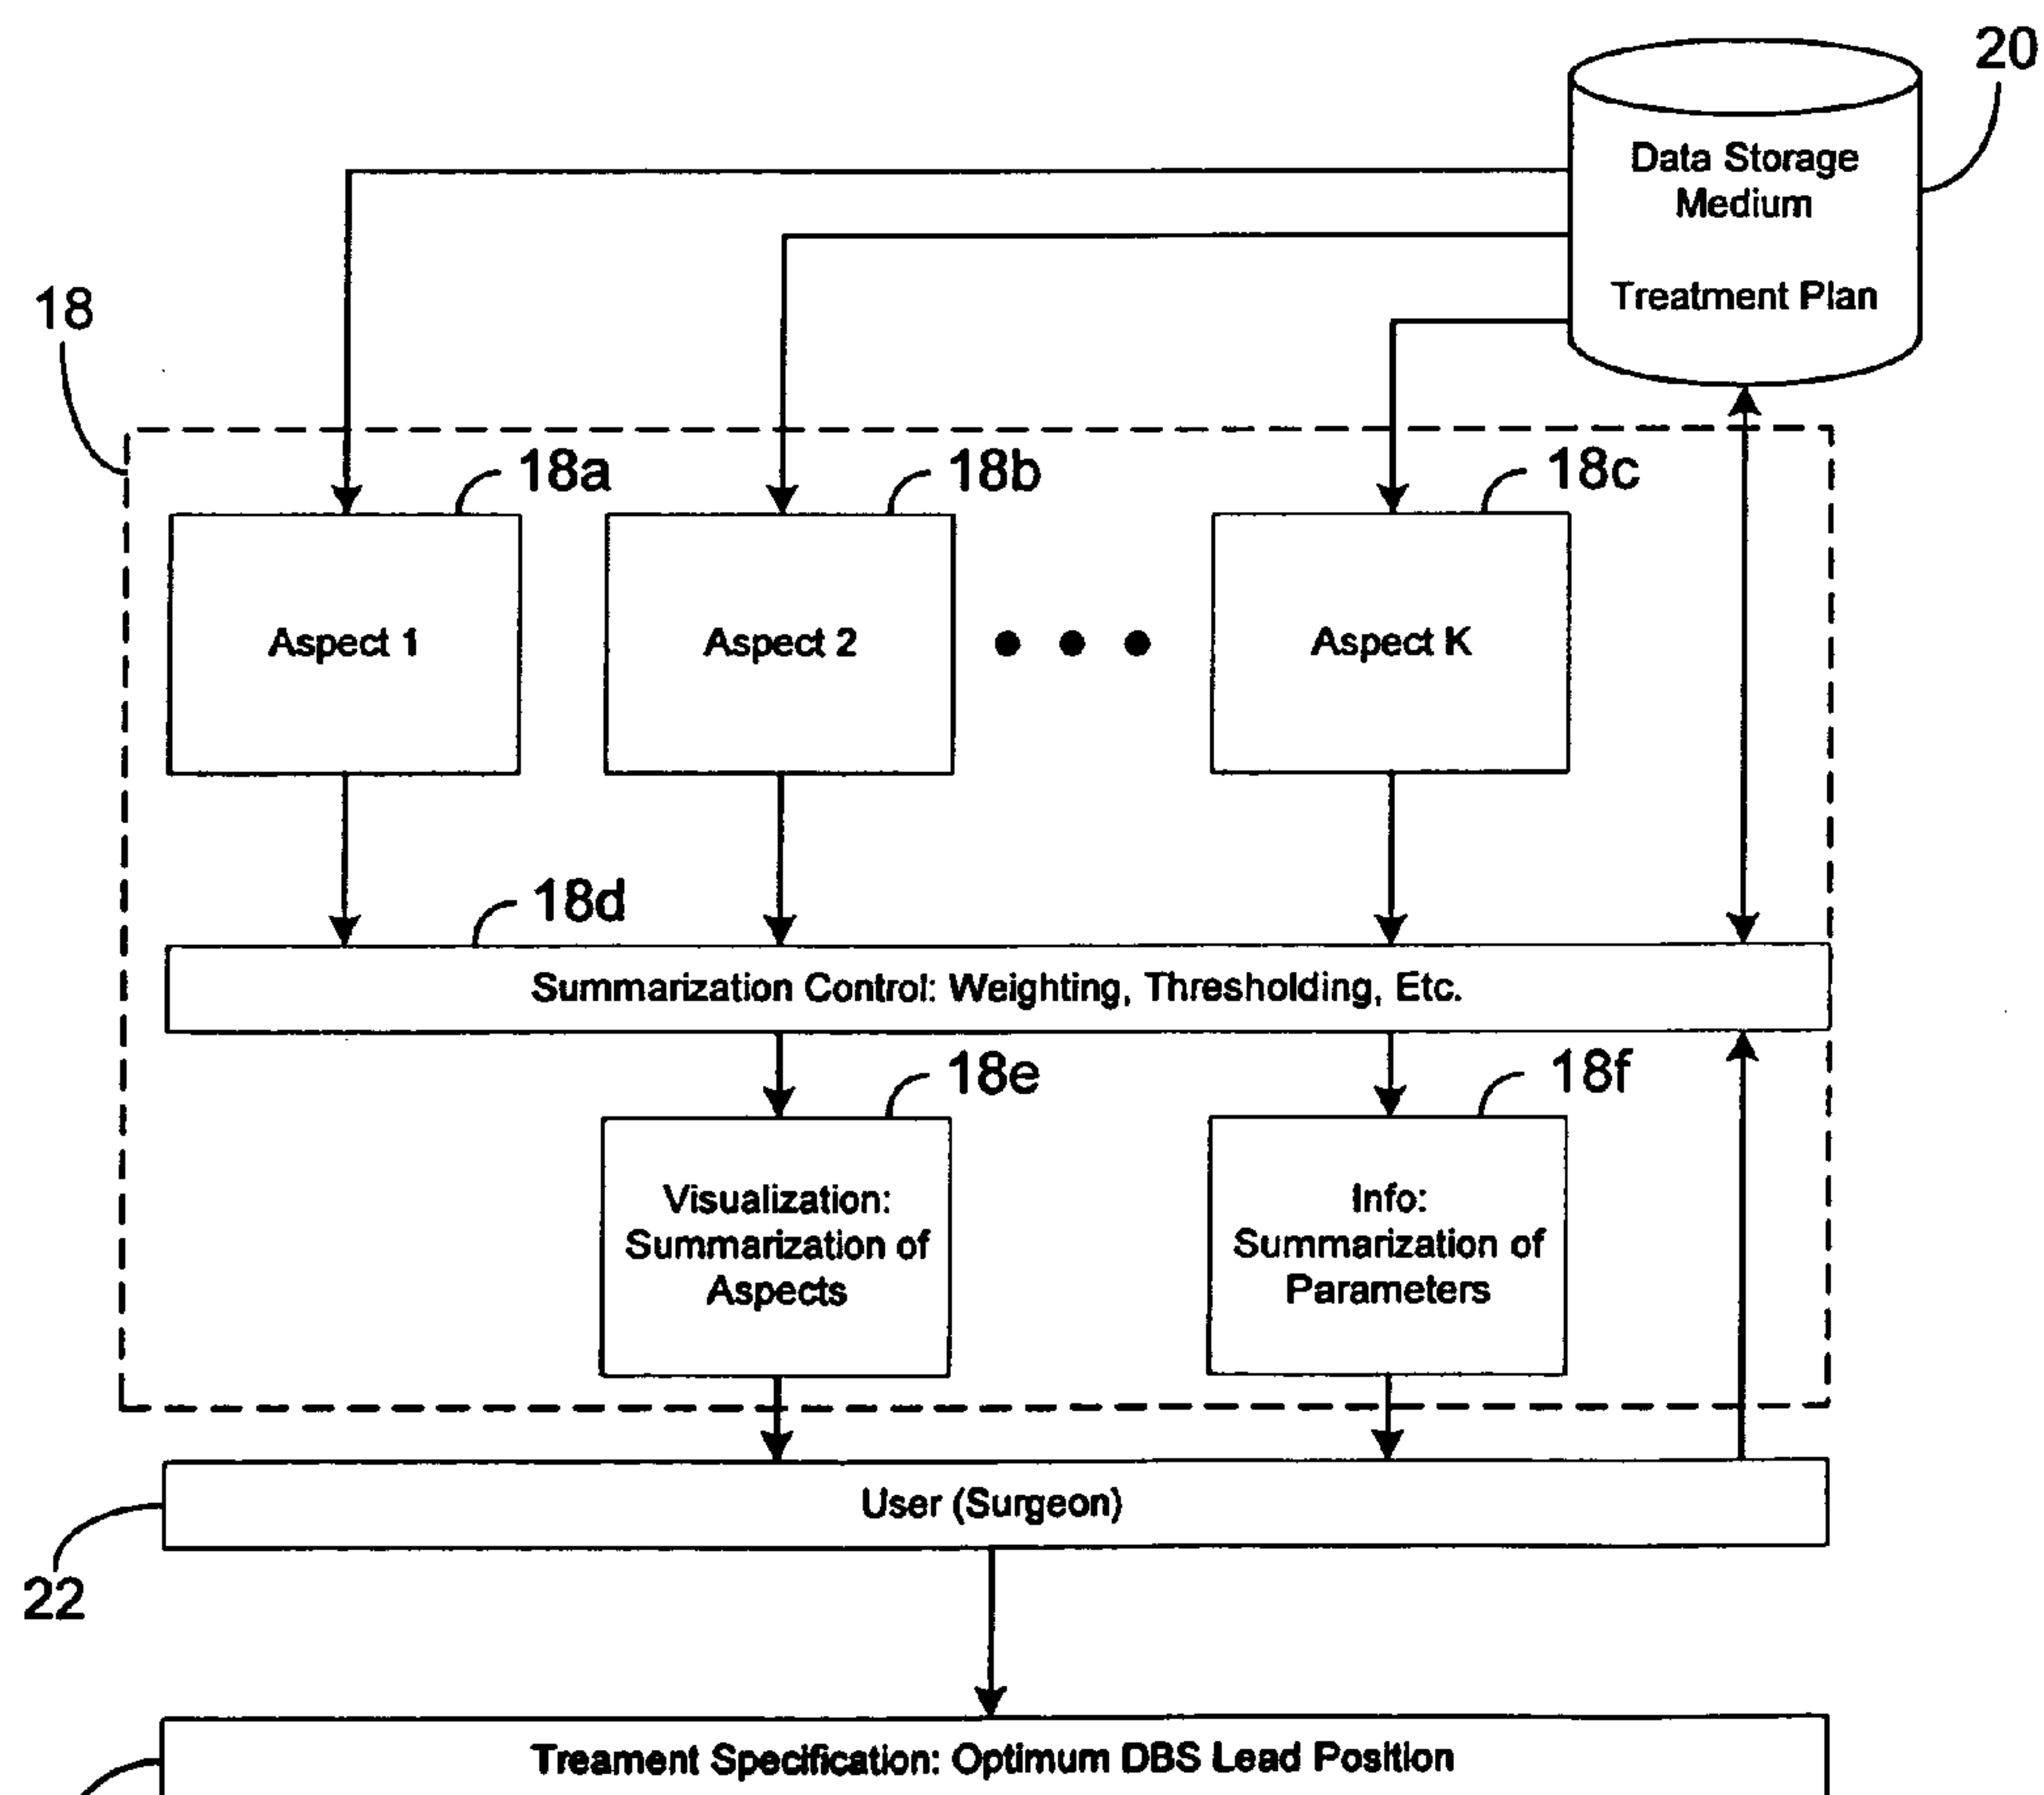 20
Data Storage
Medium
Treatment Plan
18
18a
18b
18c
Aspect 1
Aspect 2
Aspect K
18d
Summarization Control: Weighting, Thresholding, Etc.
18e
18f
Visualization:
Summarization of
Aspects
Info:
Summarization of
Parameters
User (Surgeon)
22
Treament Specification: Optimum DBS Lead Position